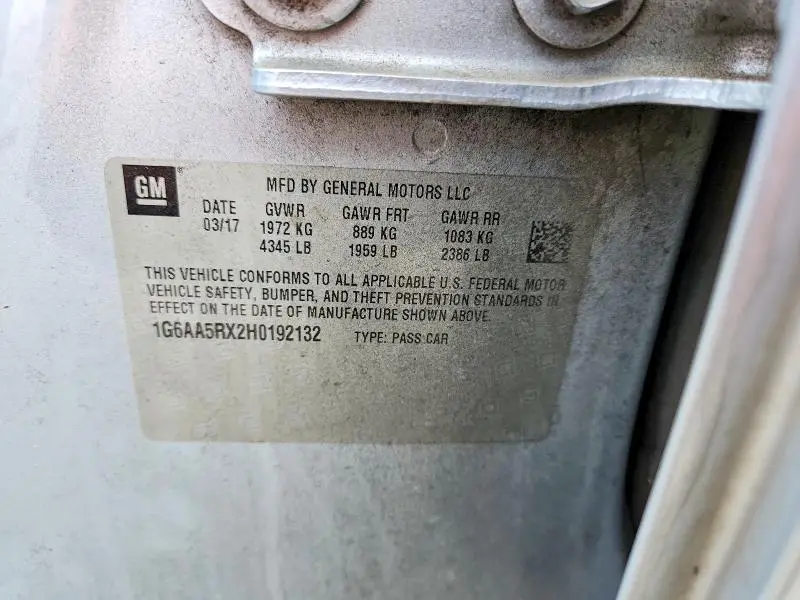 GM
MFD BY GENERAL MOTORS LLC
DATE GVWR GAWR FRT GAWR RR
03/17 1972 KG 889 KG 1083 KG
4345 LB 1959 LB 2386 LB
THIS VEHICLE CONFORMS TO ALL APPLICABLE U.S. FEDERAL MOTOR
VEHICLE SAFETY, BUMPER, AND THEFT PREVENTION STANDARDS IN
EFFECT ON THE DATE OF MANUFACTURE SHOWN ABOVE.
1G6AA5RX2H0192132 TYPE: PASS CAR